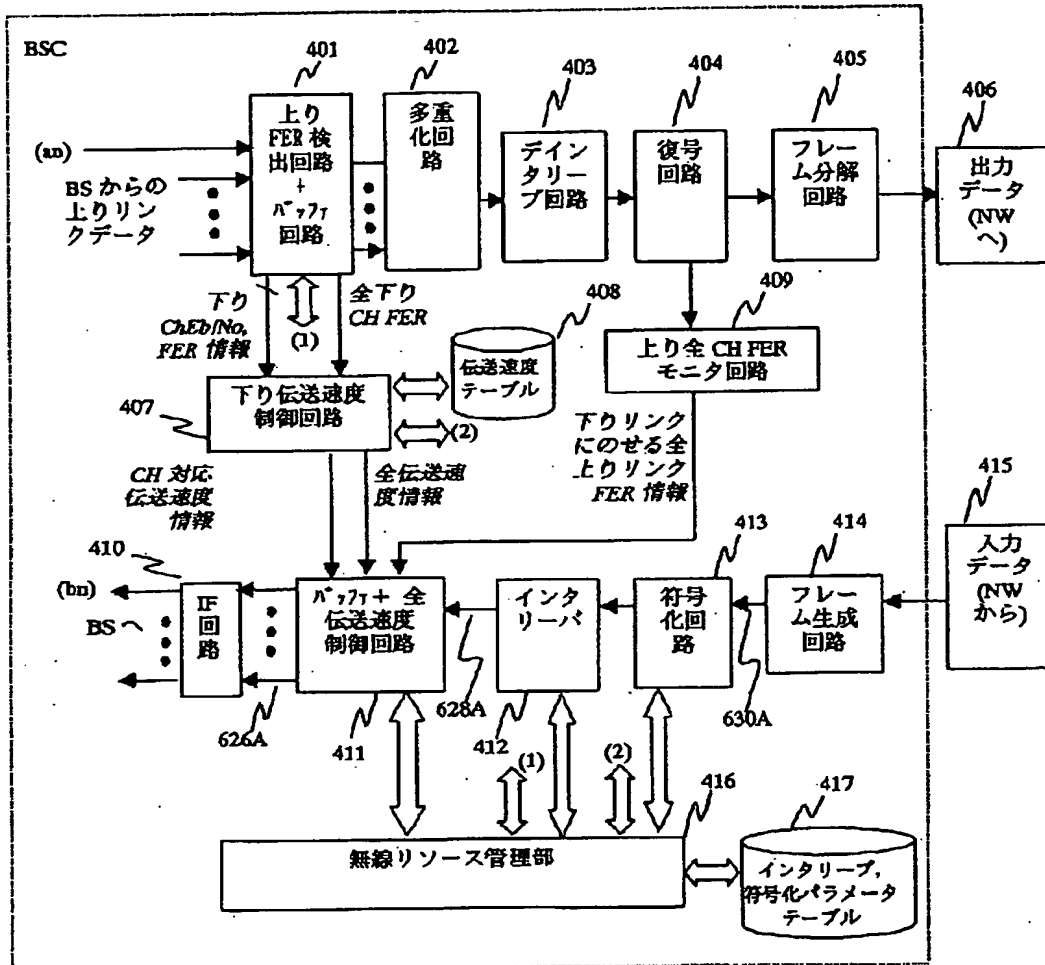 BSC
401
402
403
404
405
406
上り
FER 検
出回路
+
バッファ
回路
多重
化回
路
デイン
タリー
ブ回路
復号
回路
フレー
ム分解
回路
出力
データ
(NW
へ)
(an)
BS からの
上りリン
クデータ
下り
ChEb/No,
FER 情報
(1)
全下り
CH FER
408
409
伝送速度
テーブル
上り全 CH FER
モニタ回路
下り伝送速度
制御回路
407
(2)
CH 対応
伝送速度
情報
全伝送速
度情報
下りリンク
にのせる全
上りリンク
FER 情報
415
410
413
414
(bn)
BS へ
IF
回
路
バッファ + 全
伝送速度
制御回路
インタ
リーバ
符号
化回
路
フレー
ム生成
回路
入力
データ
(NW
から)
626A
411
628A
412
630A
(1)
(2)
416
417
無線リソース管理部
インタリーブ,
符号化パラメータ
テーブル